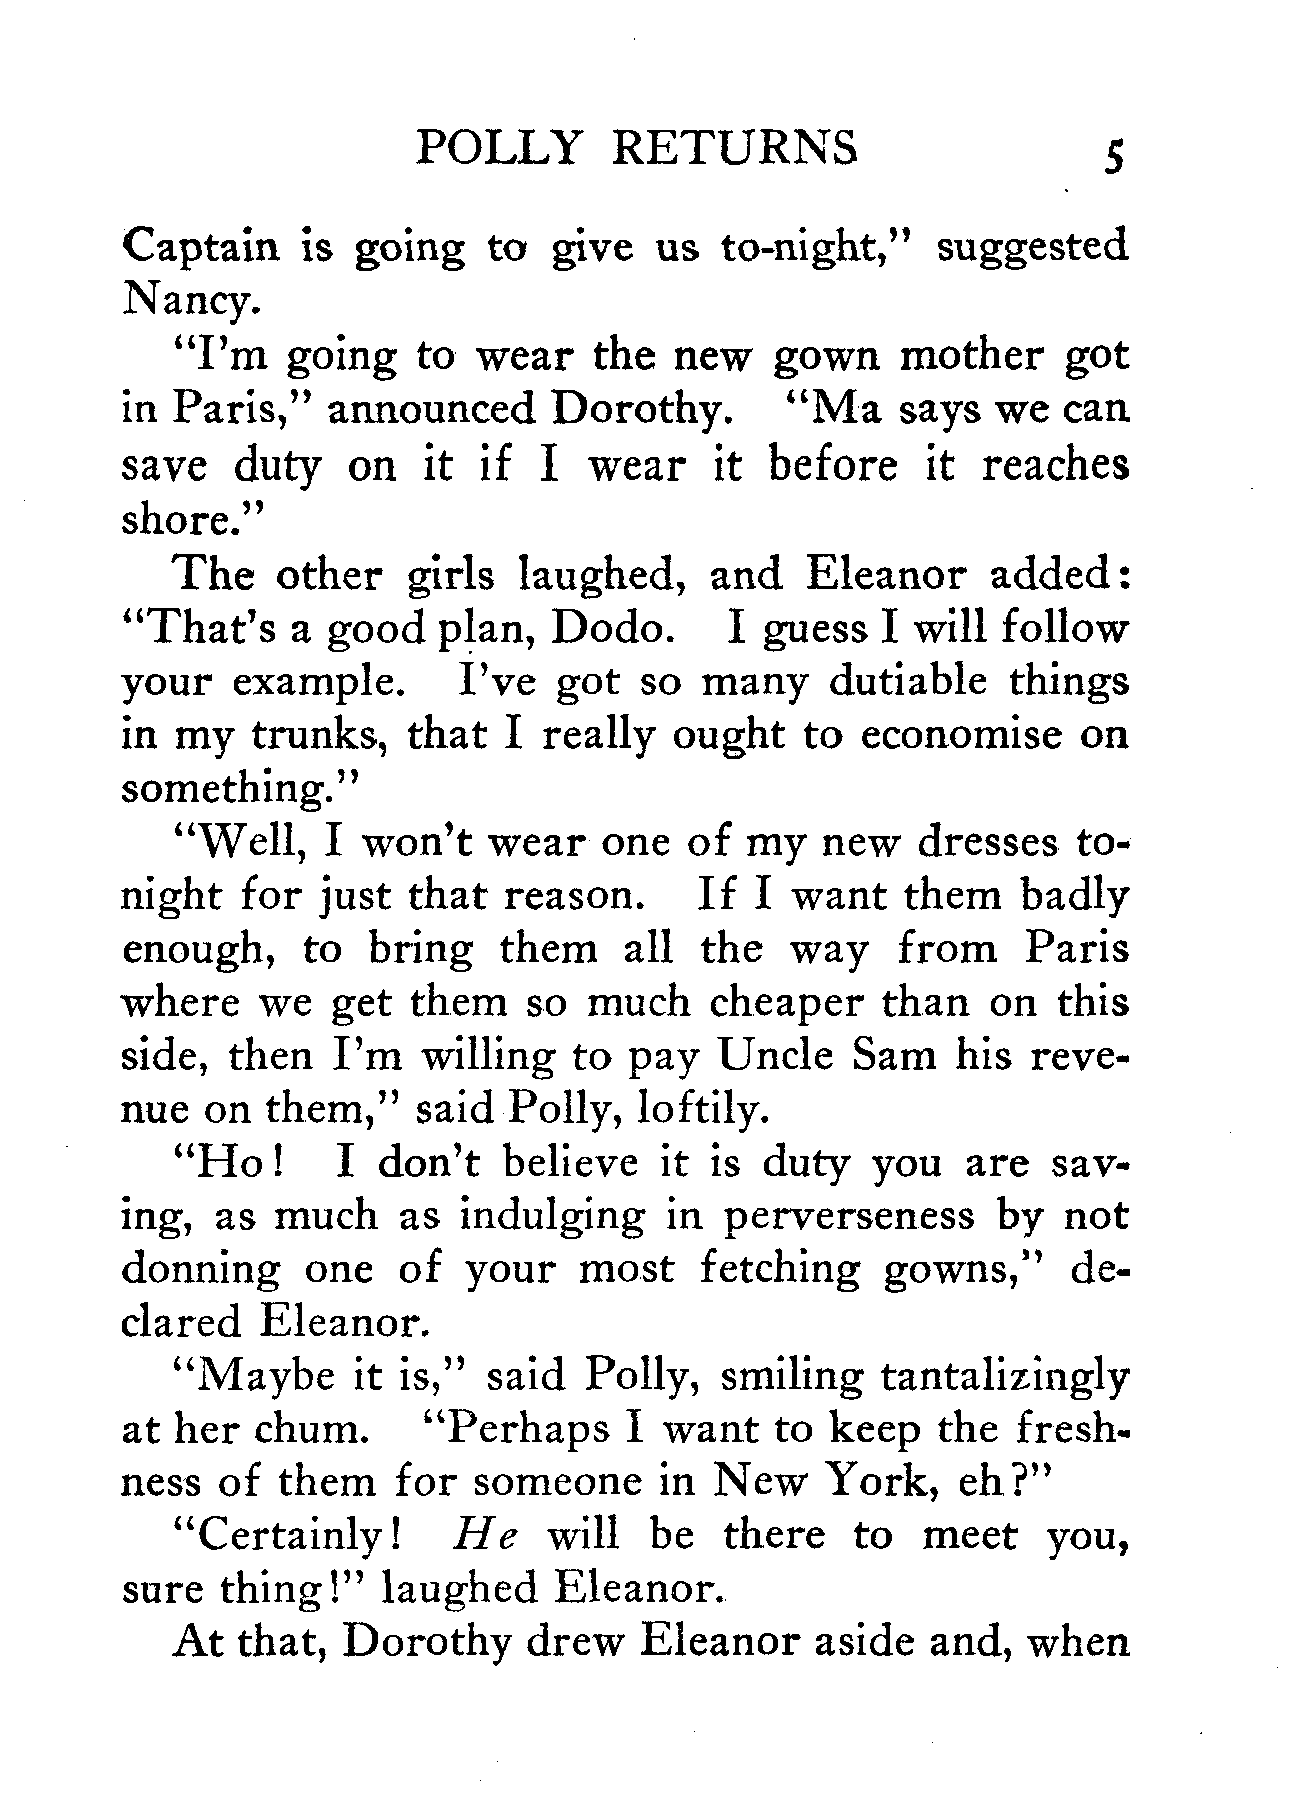 POLLY RETURNS 5
Captain is going to give us to-night,” suggested
Nancy.
“I’m going to wear the new gown mother got
in Paris,” announced Dorothy. “Ma says we can
save duty on it if I wear it before it reaches
shore.”
The other girls laughed, and Eleanor added:
“That’s a good plan, Dodo. I guess I will follow
your example. I’ve got so many dutiable things
in my trunks, that I really ought to economise on
something.”
“Well, I won’t wear one of my new dresses to-
night for just that reason. If I want them badly
enough, to bring them all the way from Paris
where we get them so much cheaper than on this
side, then I’m willing to pay Uncle Sam his reve-
nue on them,” said Polly, loftily.
“Ho! I don’t believe it is duty you are sav-
ing, as much as indulging in perverseness by not
donning one of your most fetching gowns,” de-
clared Eleanor.
“Maybe it is,” said Polly, smiling tantalizingly
at her chum. “Perhaps I want to keep the fresh-
ness of them for someone in New York, eh?”
“Certainly! He will be there to meet you,
sure thing!” laughed Eleanor.
At that, Dorothy drew Eleanor aside and, when